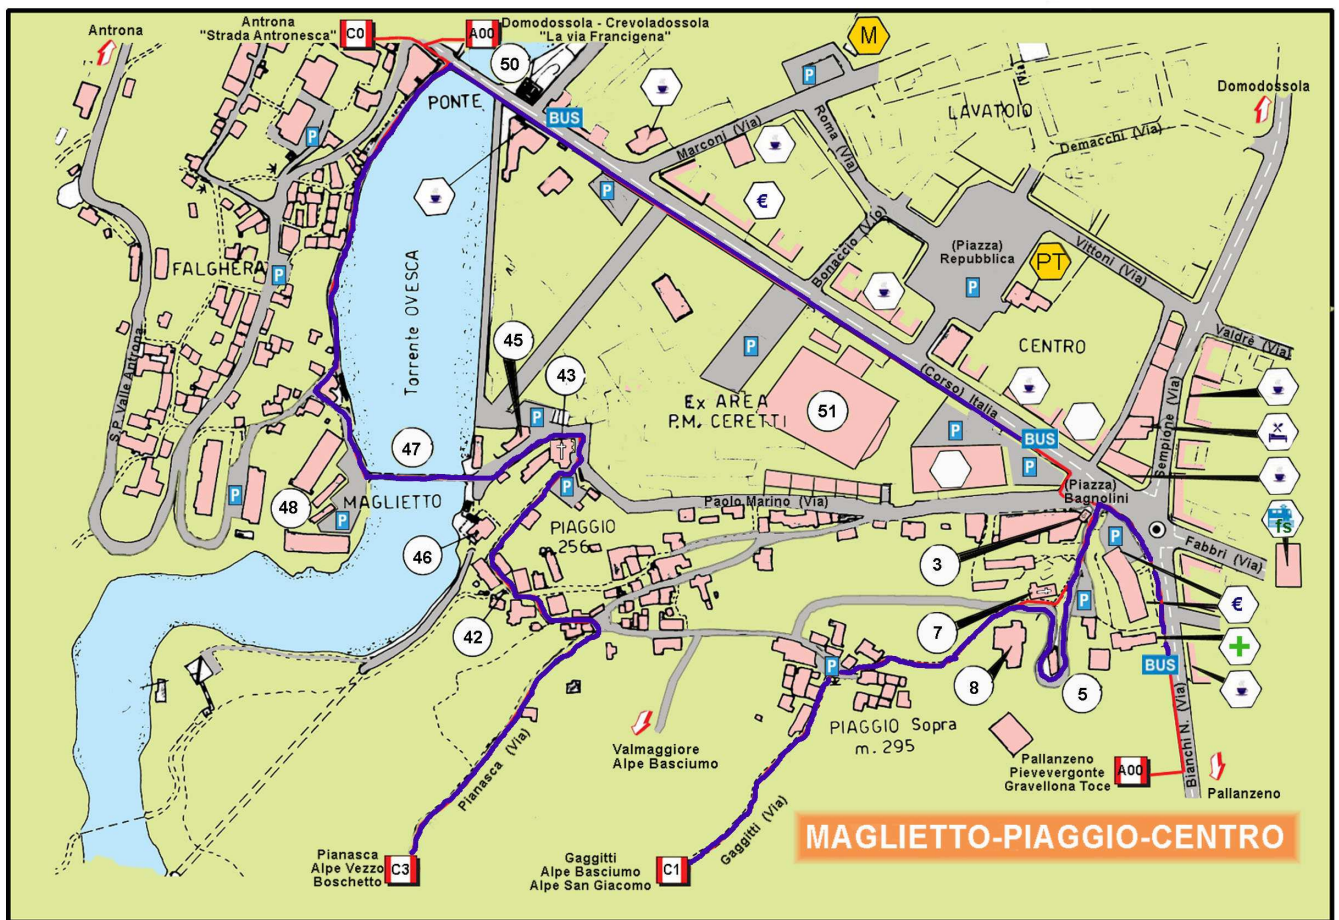 Antrona
Antrona
"Strada Antronesca"
C0
A00
Domodossola - Crevoladossola
"La via Francigena"
M
50
PONTE
BUS
P
P
Marconi (Via)
Roma (Via)
LAVATOIO
(Via)
Demacchi (Via)
Domodossola
P
€
Bonaccio (Via)
(Piazza)
Repubblica
P
PT
Vittoni (Via)
FALGHERA
P
Torrente OVESCA
S.P. Valle Antrona
45
43
P
P
Ex AREA
P.M. CERETTI
51
(Corso) Italia
CENTRO
Valdrè (Via)
Sempione (Via)
P
BUS
P
47
MAGLIETTO
P
P
48
P
46
PIAGGIO
256
Paolo Marino (Via)
(Piazza)
Bagnolini
fs
Fabbri (Via)
P
3
€
P
7
42
8
5
BUS
P
PIAGGIO Sopra
m. 295
Valmaggiore
Alpe Basciumo
Pallanzeno
Pievevergonte
Gravellona Toce
A00
Bianchi N. (Via)
Pallanzeno
Pianasca (Via)
Gaggitti (Via)
MAGLIETTO-PIAGGIO-CENTRO
Pianasca
Alpe Vezzo
Boschetto
C3
Gaggitti
Alpe Basciumo
Alpe San Giacomo
C1